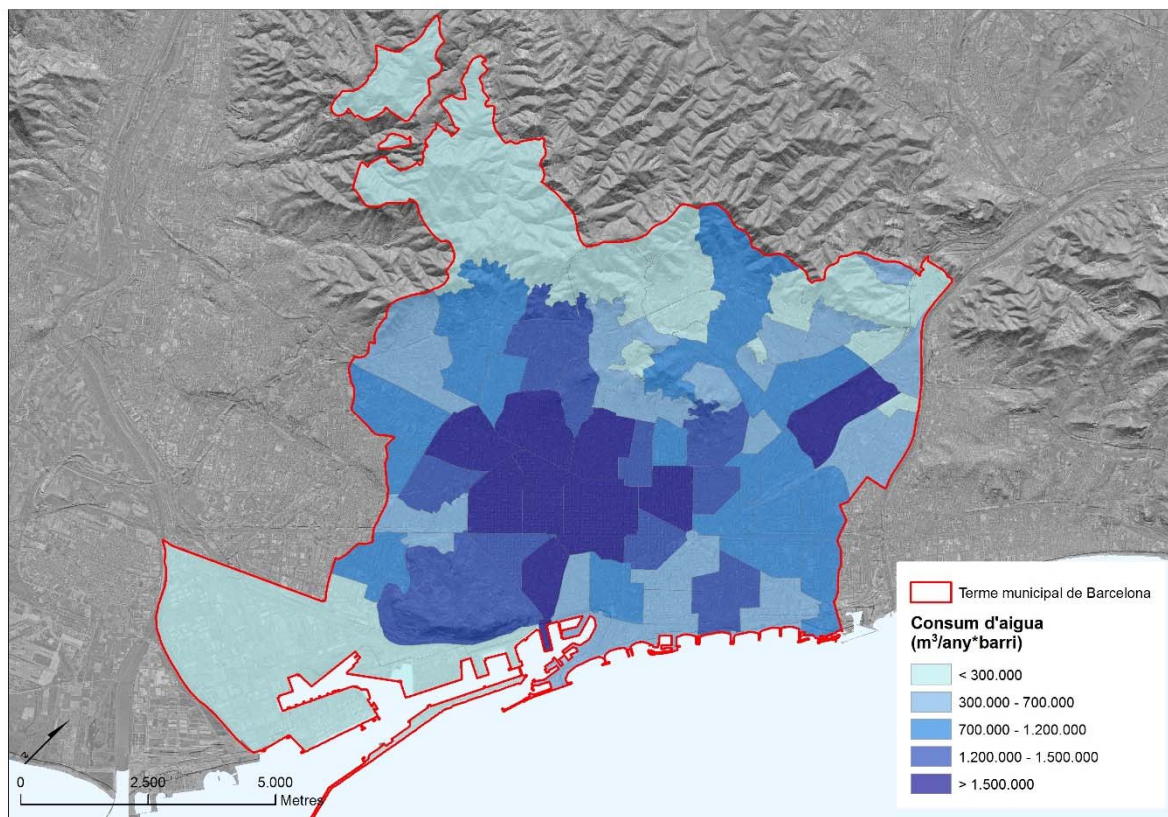 Terme municipal de Barcelona
Consum d'aigua
(m³/any*barri)
< 300.000
300.000 - 700.000
700.000 - 1.200.000
1.200.000 - 1.500.000
> 1.500.000
N
0 2.500 5.000
Metres